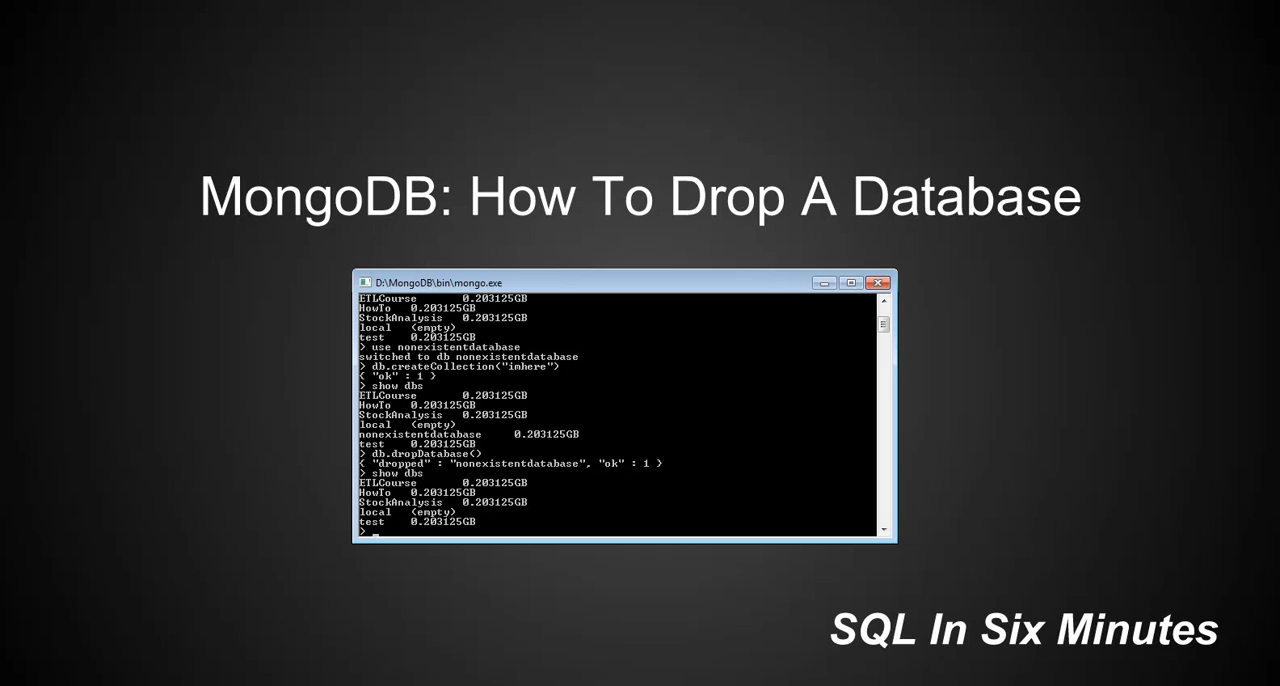 MongoDB: How To Drop A Database
D:\MongoDB\bin\mongo.exe
ETLCourse 0.203125GB
HowTo 0.203125GB
StockAnalysis 0.203125GB
local (empty)
test 0.203125GB
> use nonexistentdatabase
switched to db nonexistentdatabase
> db.createCollection("imhere")
{ "ok" : 1 }
> show dbs
ETLCourse 0.203125GB
HowTo 0.203125GB
StockAnalysis 0.203125GB
local (empty)
nonexistentdatabase 0.203125GB
test 0.203125GB
> db.dropDatabase()
{ "dropped" : "nonexistentdatabase", "ok" : 1 }
> show dbs
ETLCourse 0.203125GB
HowTo 0.203125GB
StockAnalysis 0.203125GB
local (empty)
test 0.203125GB
> _
SQL In Six Minutes